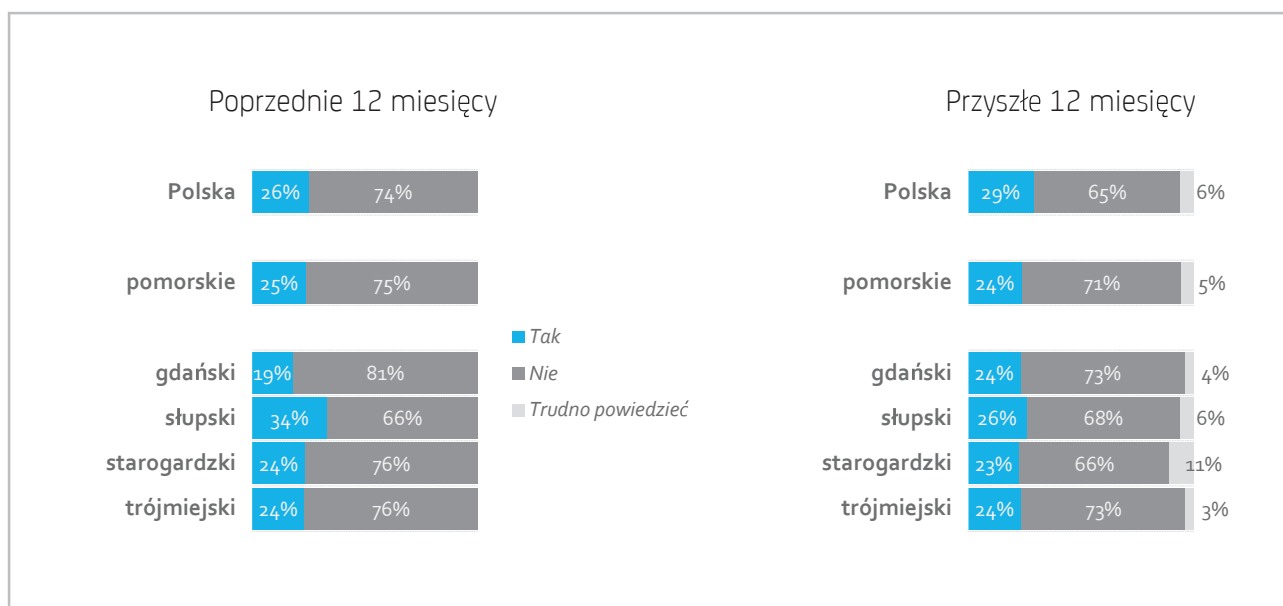 Poprzednie 12 miesięcy
Polska 26% 74%
pomorskie 25% 75%
gdański 19% 81%
słupski 34% 66%
starogardzki 24% 76%
trójmiejski 24% 76%
Tak
Nie
Trudno powiedzieć
Przyszłe 12 miesięcy
Polska 29% 65% 6%
pomorskie 24% 71% 5%
gdański 24% 73% 4%
słupski 26% 68% 6%
starogardzki 23% 66% 11%
trójmiejski 24% 73% 3%